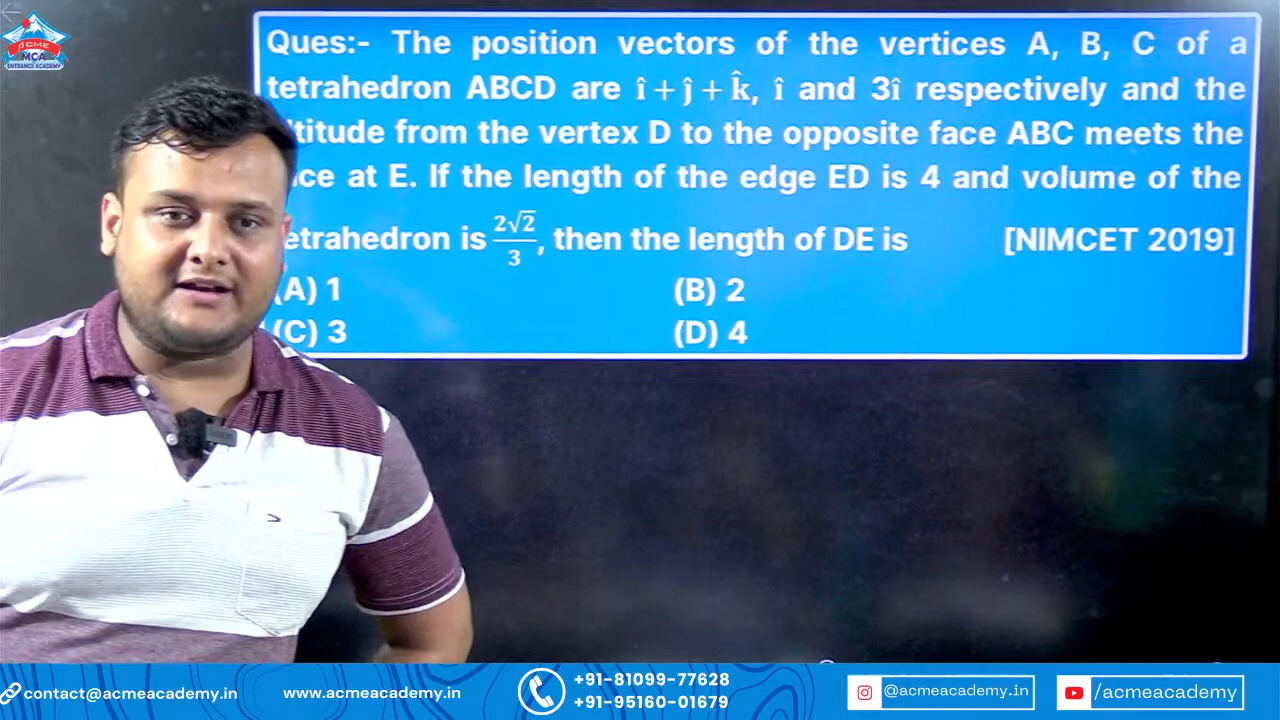 ACME
MCA
ENTRANCE ACADEMY
Ques:- The position vectors of the vertices A, B, C of a
tetrahedron ABCD are î + ĵ + k̂, î and 3î respectively and the
ltitude from the vertex D to the opposite face ABC meets the
ce at E. If the length of the edge ED is 4 and volume of the
etrahedron is 2√2/3, then the length of DE is [NIMCET 2019]
(A) 1 (B) 2
(C) 3 (D) 4
contact@acmeacademy.in www.acmeacademy.in +91-81099-77628 @acmeacademy.in /acmeacademy
+91-95160-01679